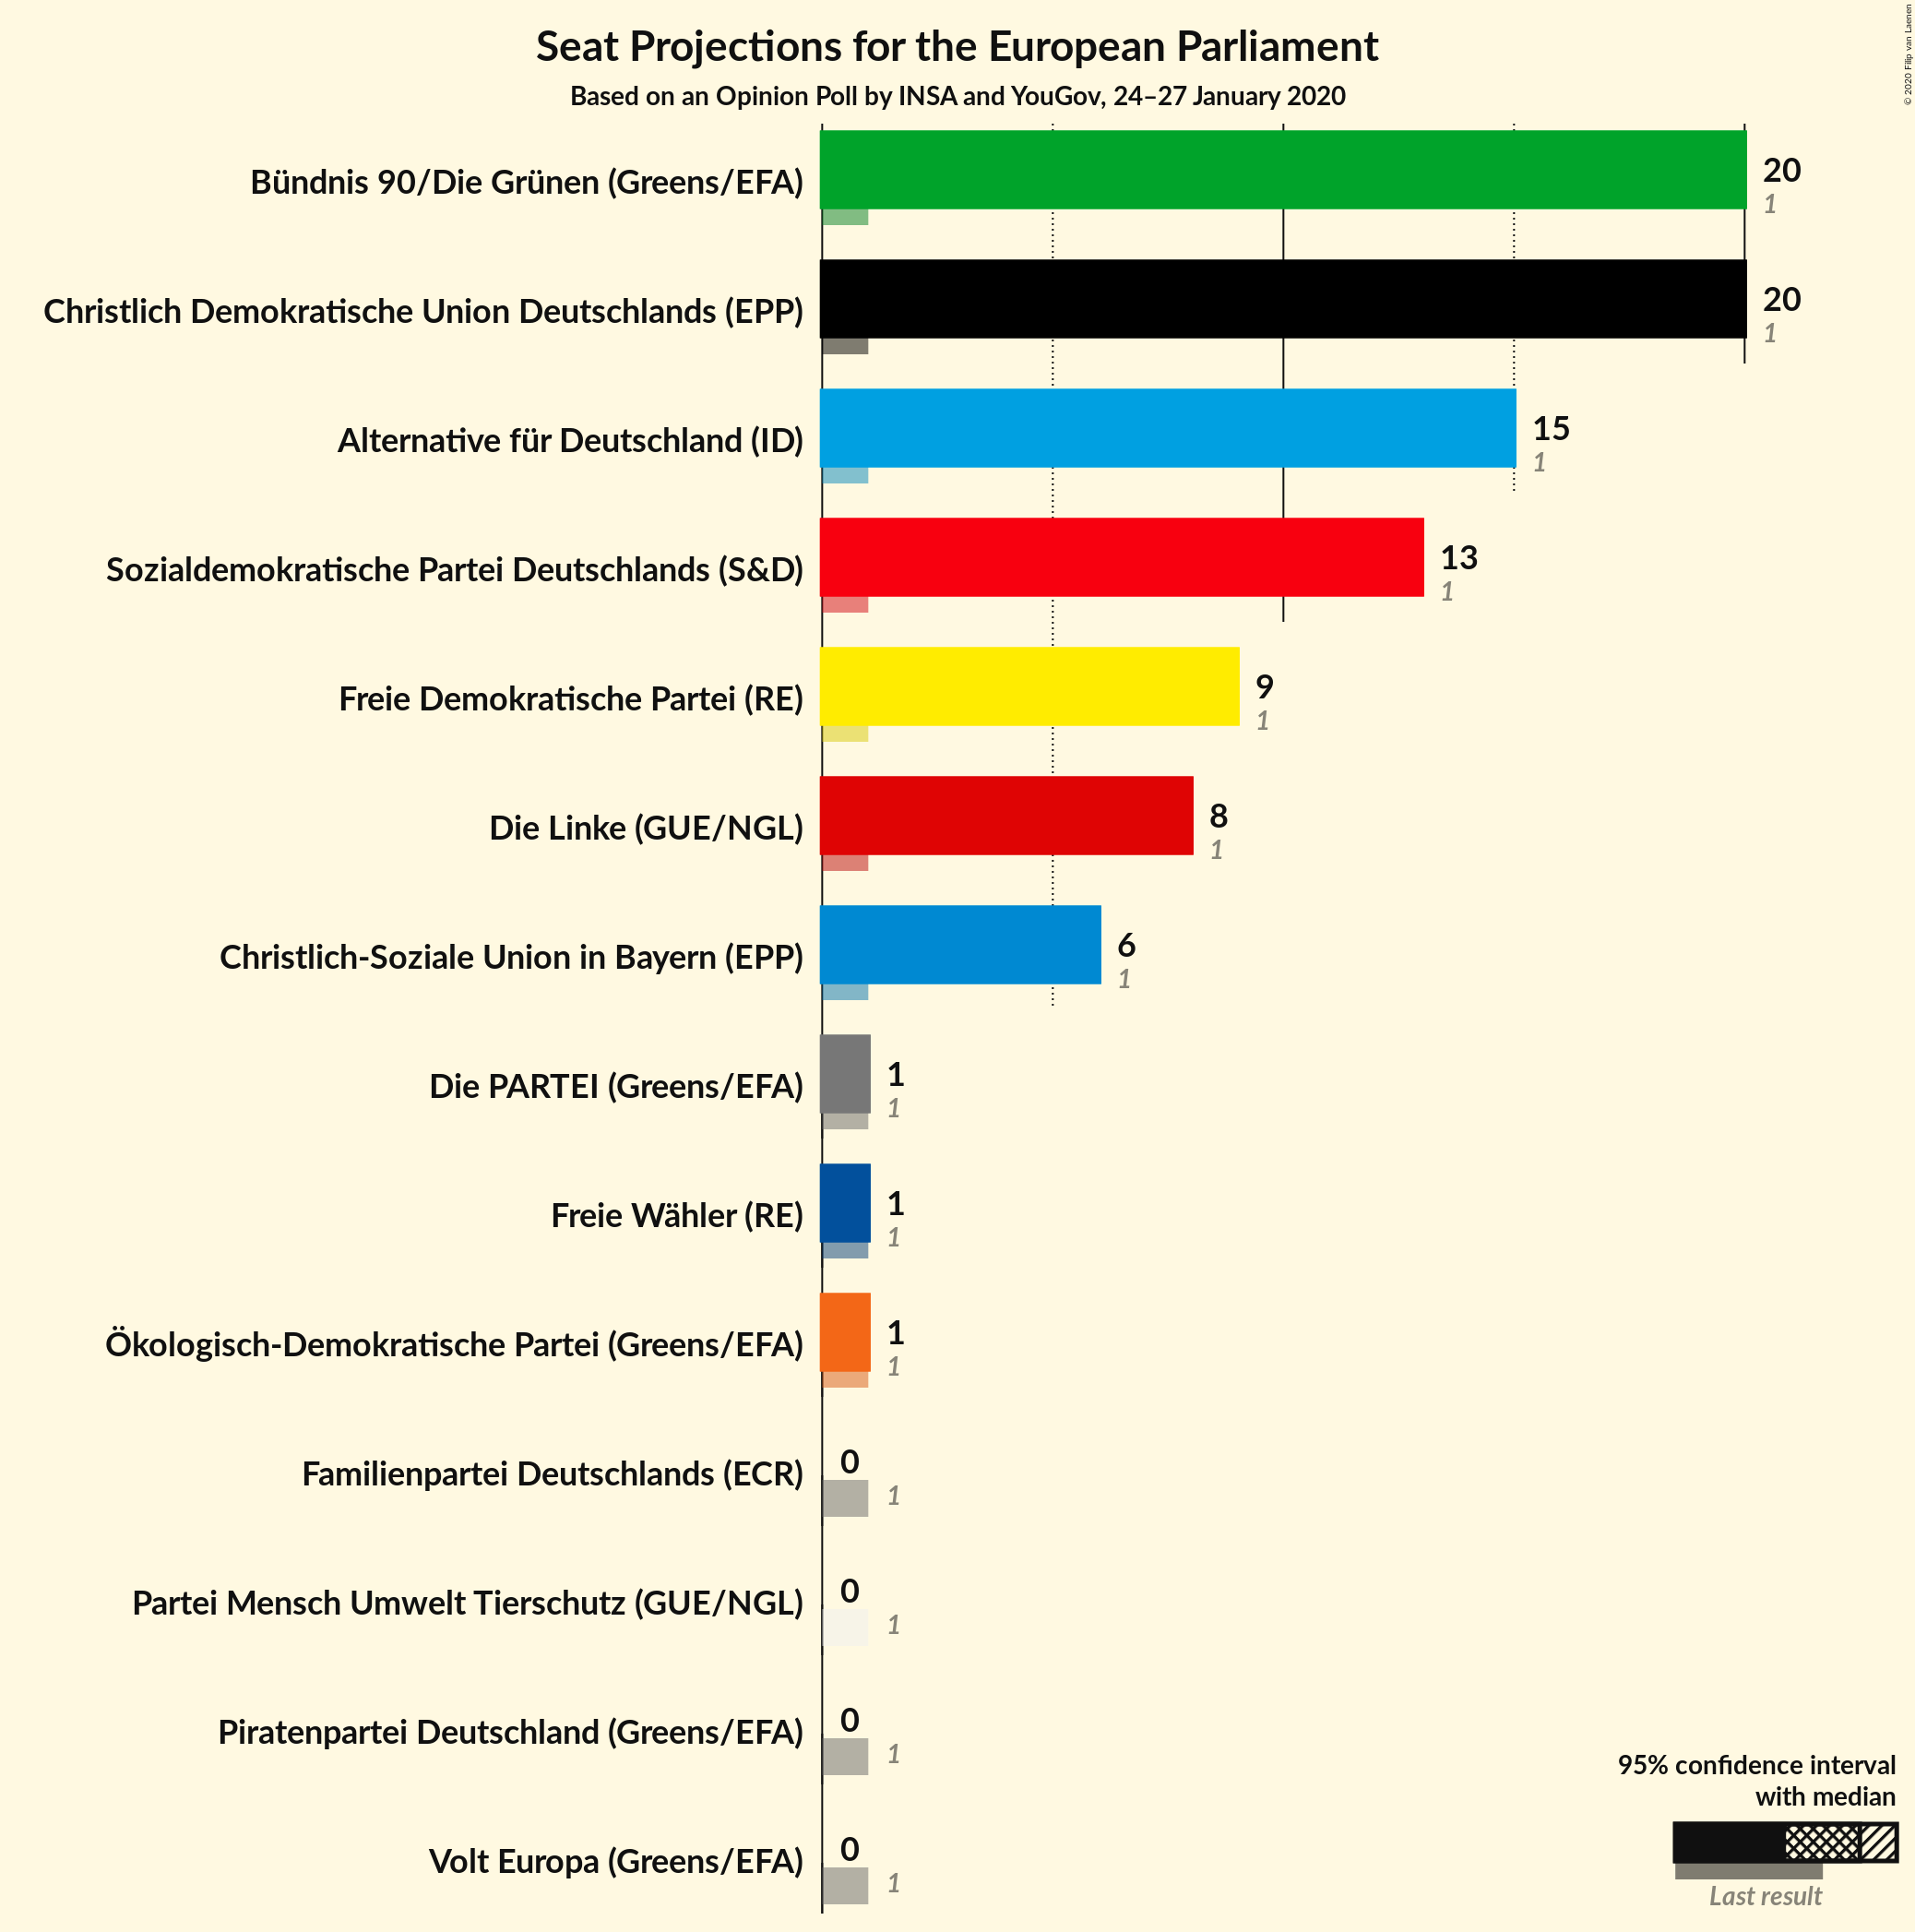 Seat Projections for the European Parliament
Based on an Opinion Poll by INSA and YouGov, 24–27 January 2020
© 2020 Filip van Laenen
Bündnis 90/Die Grünen (Greens/EFA)
20
1
Christlich Demokratische Union Deutschlands (EPP)
20
1
Alternative für Deutschland (ID)
15
1
Sozialdemokratische Partei Deutschlands (S&D)
13
1
Freie Demokratische Partei (RE)
9
1
Die Linke (GUE/NGL)
8
1
Christlich-Soziale Union in Bayern (EPP)
6
1
Die PARTEI (Greens/EFA)
1
1
Freie Wähler (RE)
1
1
Ökologisch-Demokratische Partei (Greens/EFA)
1
1
Familienpartei Deutschlands (ECR)
0
1
Partei Mensch Umwelt Tierschutz (GUE/NGL)
0
1
Piratenpartei Deutschland (Greens/EFA)
0
1
Volt Europa (Greens/EFA)
0
1
95% confidence interval
with median
Last result